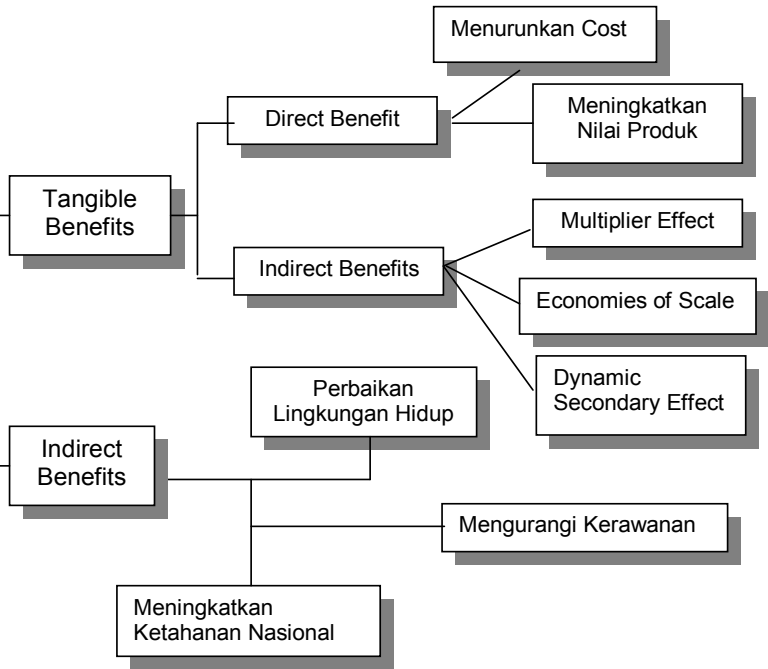 Menurunkan Cost
Direct Benefit
Meningkatkan
Nilai Produk
Tangible
Benefits
Multiplier Effect
Indirect Benefits
Economies of Scale
Dynamic
Secondary Effect
Perbaikan
Lingkungan Hidup
Indirect
Benefits
Mengurangi Kerawanan
Meningkatkan
Ketahanan Nasional